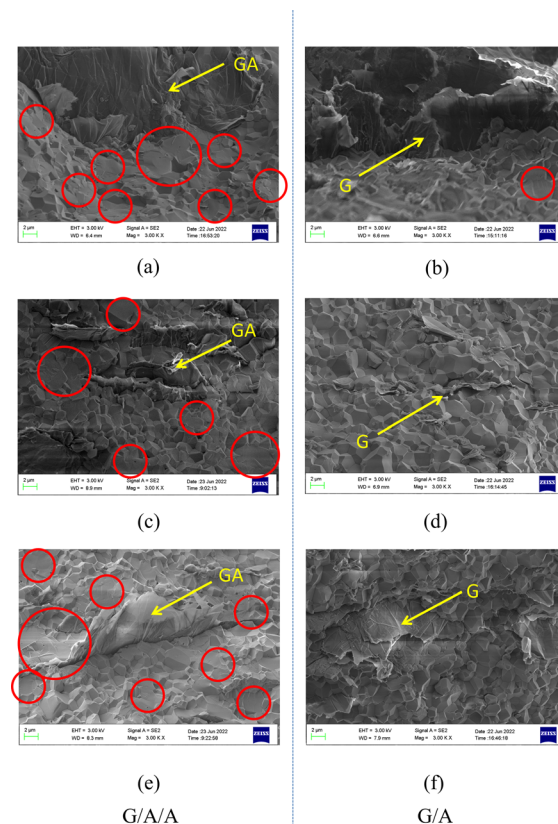 GA
2 µm
EHT = 3.00 kV
WD = 8.4 mm
Signal A = SE2
Mag = 3.00 K X
Date :22 Jun 2022
Time :18:53:20
ZEISS
(a)
G
2 µm
EHT = 3.00 kV
WD = 6.6 mm
Signal A = SE2
Mag = 3.00 K X
Date :22 Jun 2022
Time :15:11:16
ZEISS
(b)
GA
2 µm
EHT = 3.00 kV
WD = 8.9 mm
Signal A = SE2
Mag = 3.00 K X
Date :23 Jun 2022
Time :9:02:13
ZEISS
(c)
G
2 µm
EHT = 3.00 kV
WD = 6.9 mm
Signal A = SE2
Mag = 3.00 K X
Date :22 Jun 2022
Time :16:14:45
ZEISS
(d)
GA
2 µm
EHT = 3.00 kV
WD = 8.3 mm
Signal A = SE2
Mag = 3.00 K X
Date :23 Jun 2022
Time :9:22:58
ZEISS
(e)
G
2 µm
EHT = 3.00 kV
WD = 7.9 mm
Signal A = SE2
Mag = 3.00 K X
Date :22 Jun 2022
Time :16:46:18
ZEISS
(f)
G/A/A
G/A